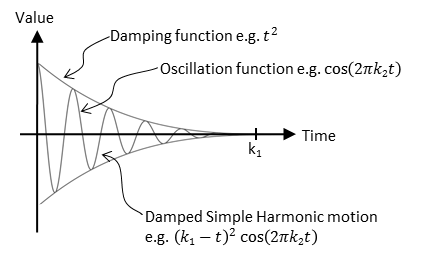 Value
Damping function e.g. t²
Oscillation function e.g. cos(2πk₂t)
Time
k₁
Damped Simple Harmonic motion
e.g. (k₁ − t)² cos(2πk₂t)